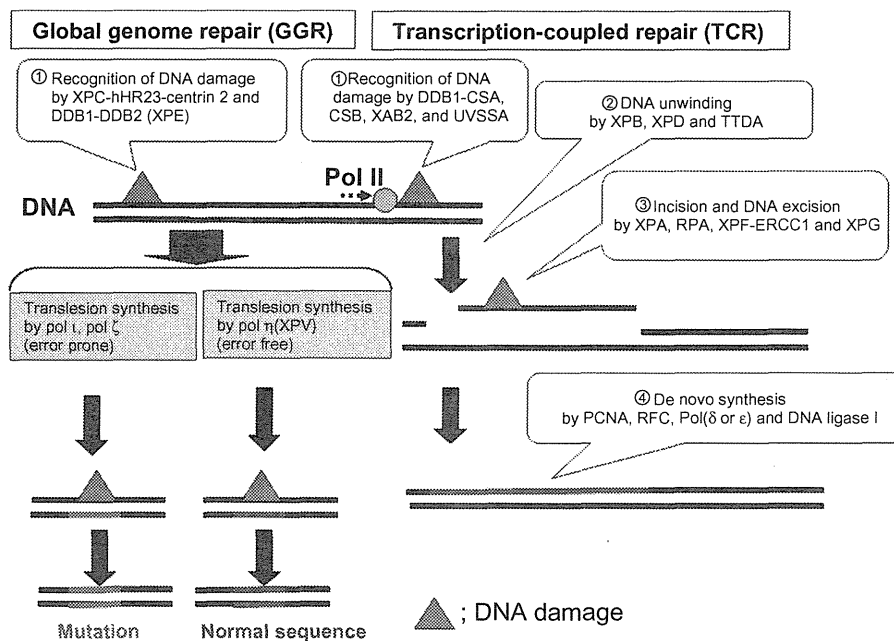 Global genome repair (GGR)
Transcription-coupled repair (TCR)
① Recognition of DNA damage
by XPC-hHR23-centrin 2 and
DDB1-DDB2 (XPE)
①Recognition of DNA
damage by DDB1-CSA,
CSB, XAB2, and UVSSA
②DNA unwinding
by XPB, XPD and TTDA
Pol II
DNA
③ Incision and DNA excision
by XPA, RPA, XPF-ERCC1 and XPG
Translesion synthesis
by pol ι, pol ζ
(error prone)
Translesion synthesis
by pol η(XPV)
(error free)
④ De novo synthesis
by PCNA, RFC, Pol(δ or ε) and DNA ligase I
; DNA damage
Mutation
Normal sequence